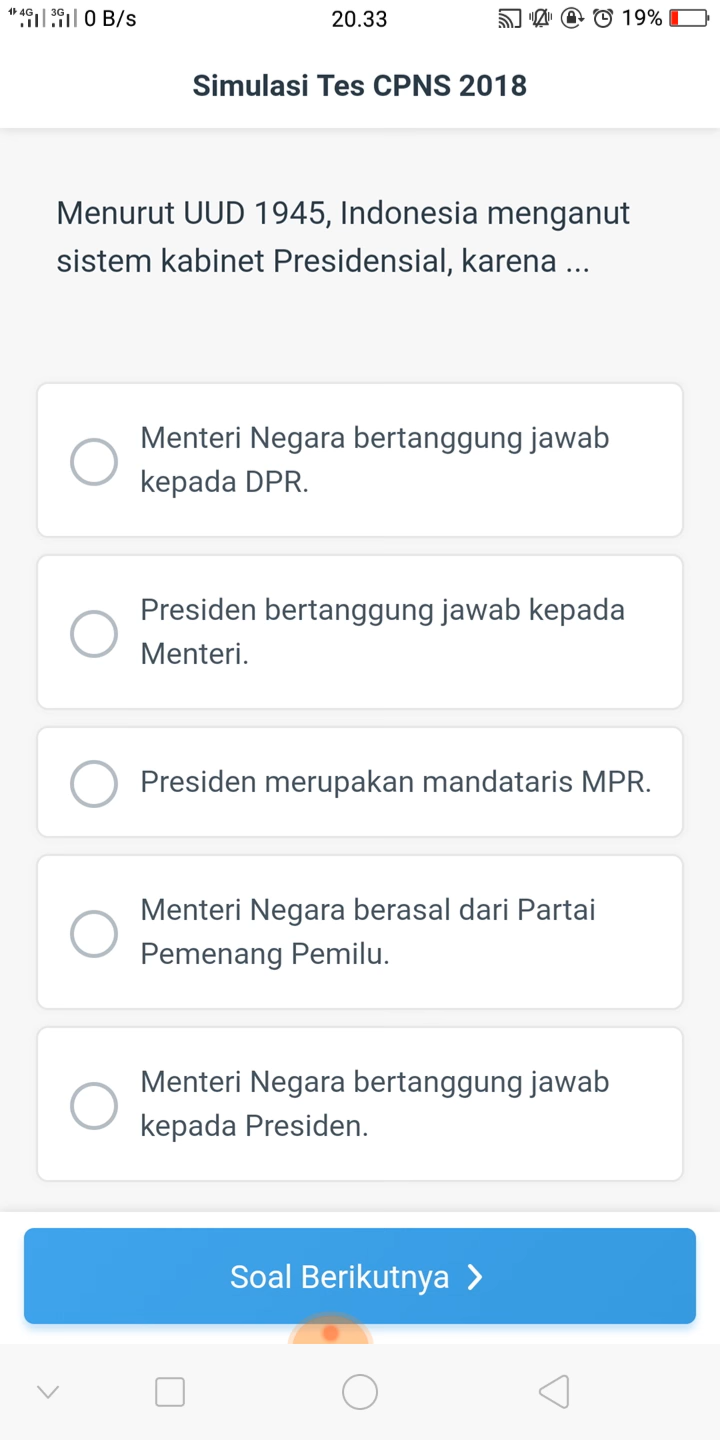 4G 3G 0 B/s 20.33 19%
Simulasi Tes CPNS 2018
Menurut UUD 1945, Indonesia menganut
sistem kabinet Presidensial, karena ...
Menteri Negara bertanggung jawab
kepada DPR.
Presiden bertanggung jawab kepada
Menteri.
Presiden merupakan mandataris MPR.
Menteri Negara berasal dari Partai
Pemenang Pemilu.
Menteri Negara bertanggung jawab
kepada Presiden.
Soal Berikutnya